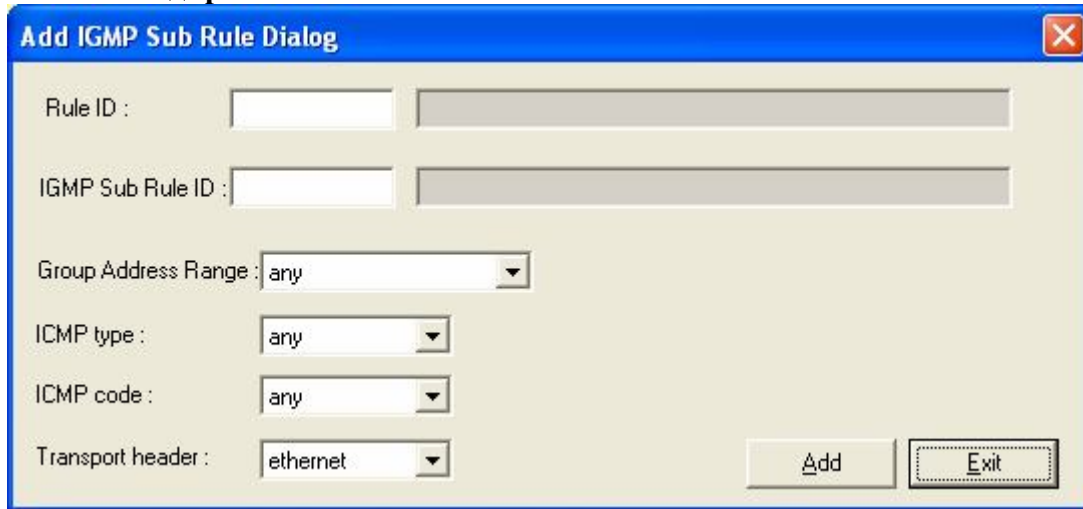 Add IGMP Sub Rule Dialog
Rule ID :
IGMP Sub Rule ID :
Group Address Range : any
ICMP type : any
ICMP code : any
Transport header : ethernet
Add Exit